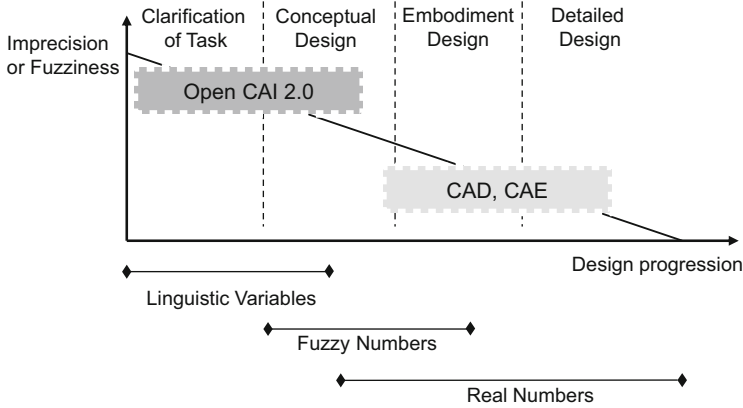 Clarification
of Task
Conceptual
Design
Embodiment
Design
Detailed
Design
Imprecision
or Fuzziness
Open CAI 2.0
CAD, CAE
Design progression
Linguistic Variables
Fuzzy Numbers
Real Numbers